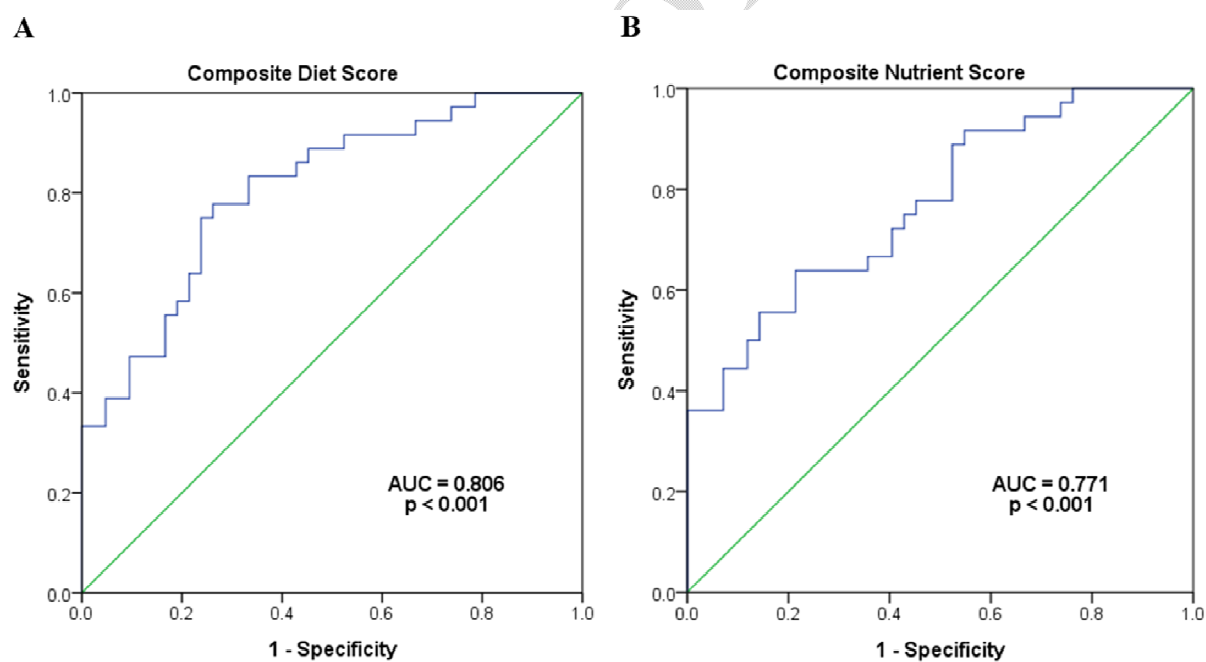 A
Composite Diet Score
1.0
0.8
0.6
0.4
0.2
0.0
Sensitivity
AUC = 0.806
p < 0.001
0.0 0.2 0.4 0.6 0.8 1.0
1 - Specificity
B
Composite Nutrient Score
1.0
0.8
0.6
0.4
0.2
0.0
Sensitivity
AUC = 0.771
p < 0.001
0.0 0.2 0.4 0.6 0.8 1.0
1 - Specificity